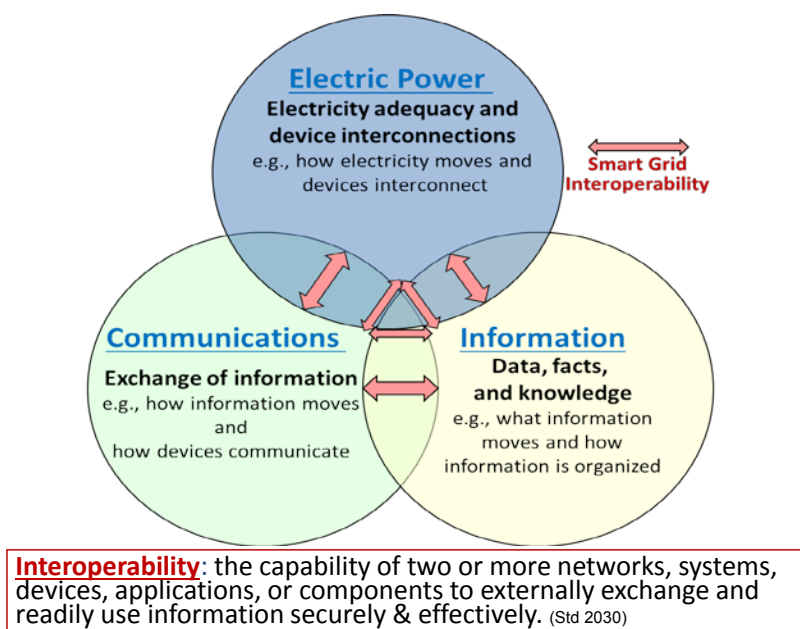 Electric Power
Electricity adequacy and
device interconnections
e.g., how electricity moves and
devices interconnect
Smart Grid
Interoperability
Communications
Exchange of information
e.g., how information moves
and
how devices communicate
Information
Data, facts,
and knowledge
e.g., what information
moves and how
information is organized
Interoperability: the capability of two or more networks, systems,
devices, applications, or components to externally exchange and
readily use information securely & effectively. (Std 2030)